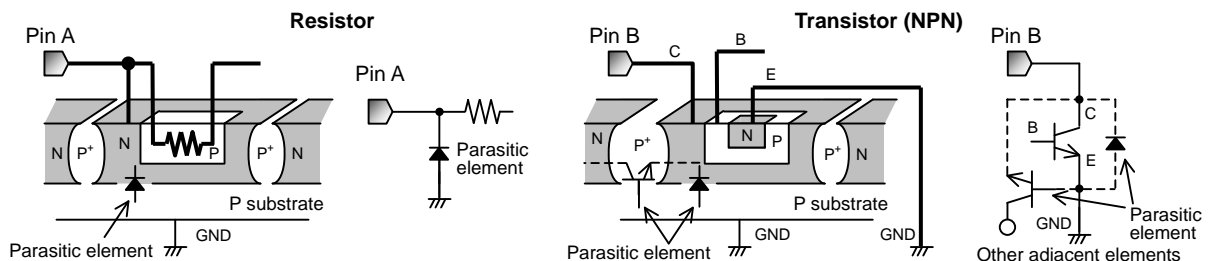 Resistor
Pin A
Pin A
N
N
P
P⁺
P⁺
N
Parasitic
element
P substrate
Parasitic element
GND
Transistor (NPN)
Pin B
C
B
E
N
P⁺
N
P
P⁺
N
P substrate
Parasitic element
GND
GND
Pin B
C
B
E
Parasitic
element
GND
Other adjacent elements